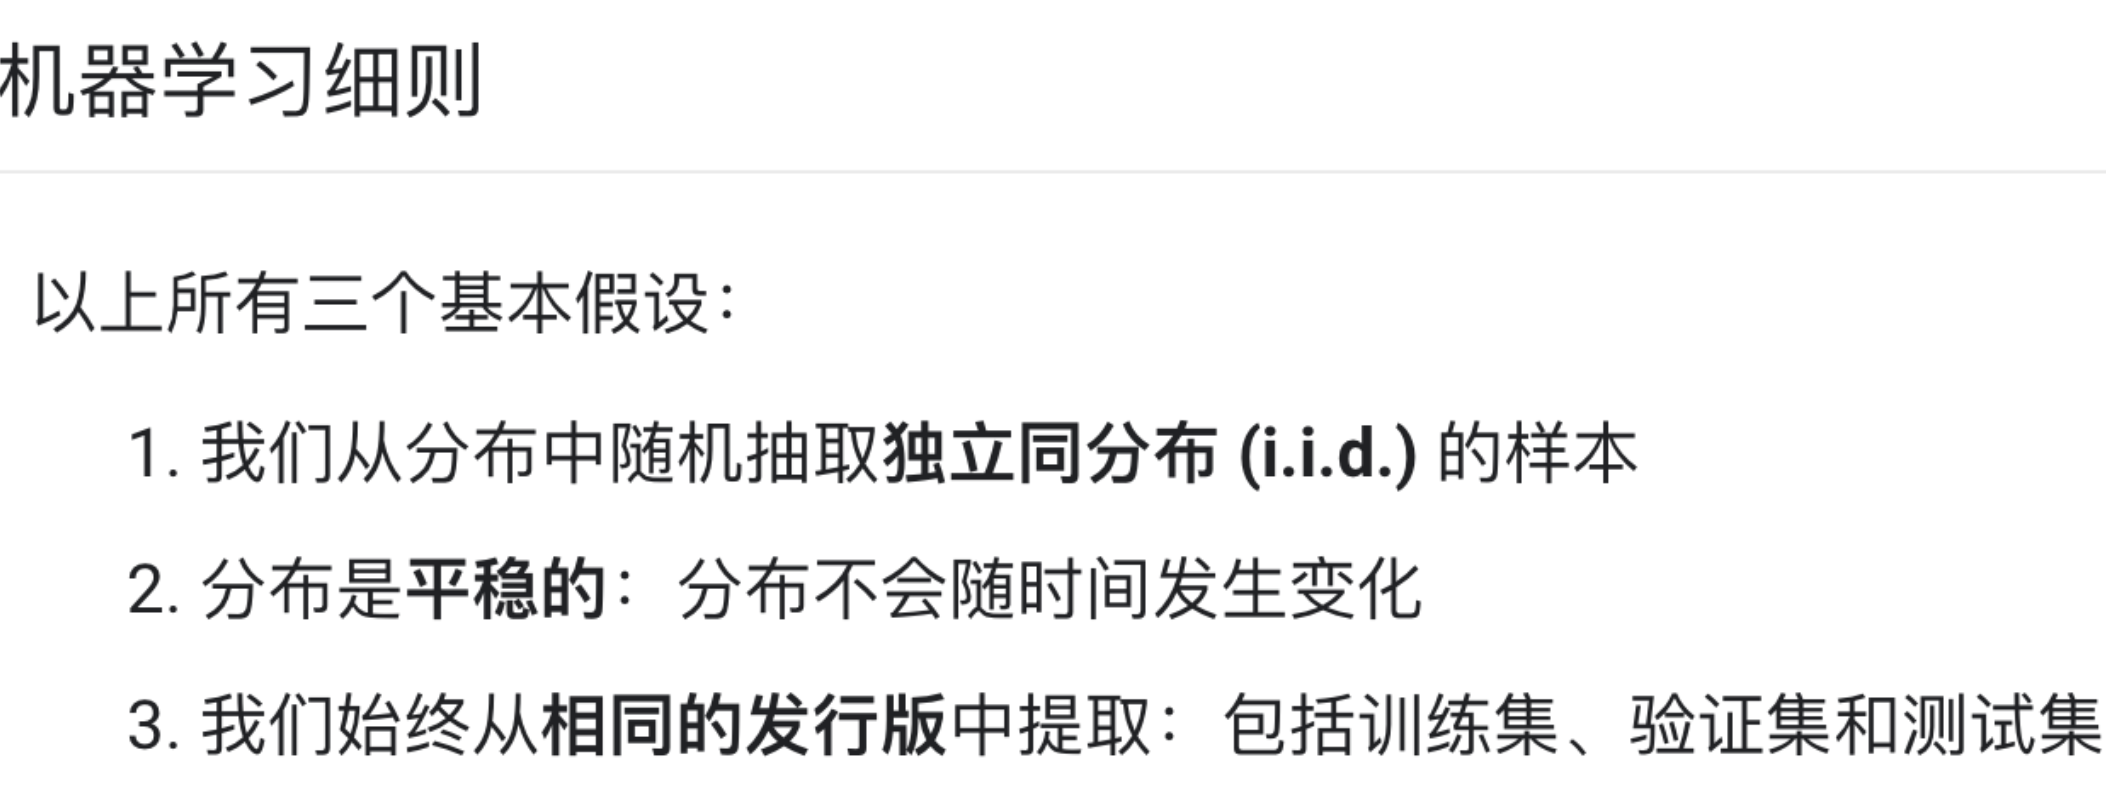 机器学习细则
以上所有三个基本假设：
1. 我们从分布中随机抽取独立同分布 (i.i.d.) 的样本
2. 分布是平稳的：分布不会随时间发生变化
3. 我们始终从相同的发行版中提取：包括训练集、验证集和测试集